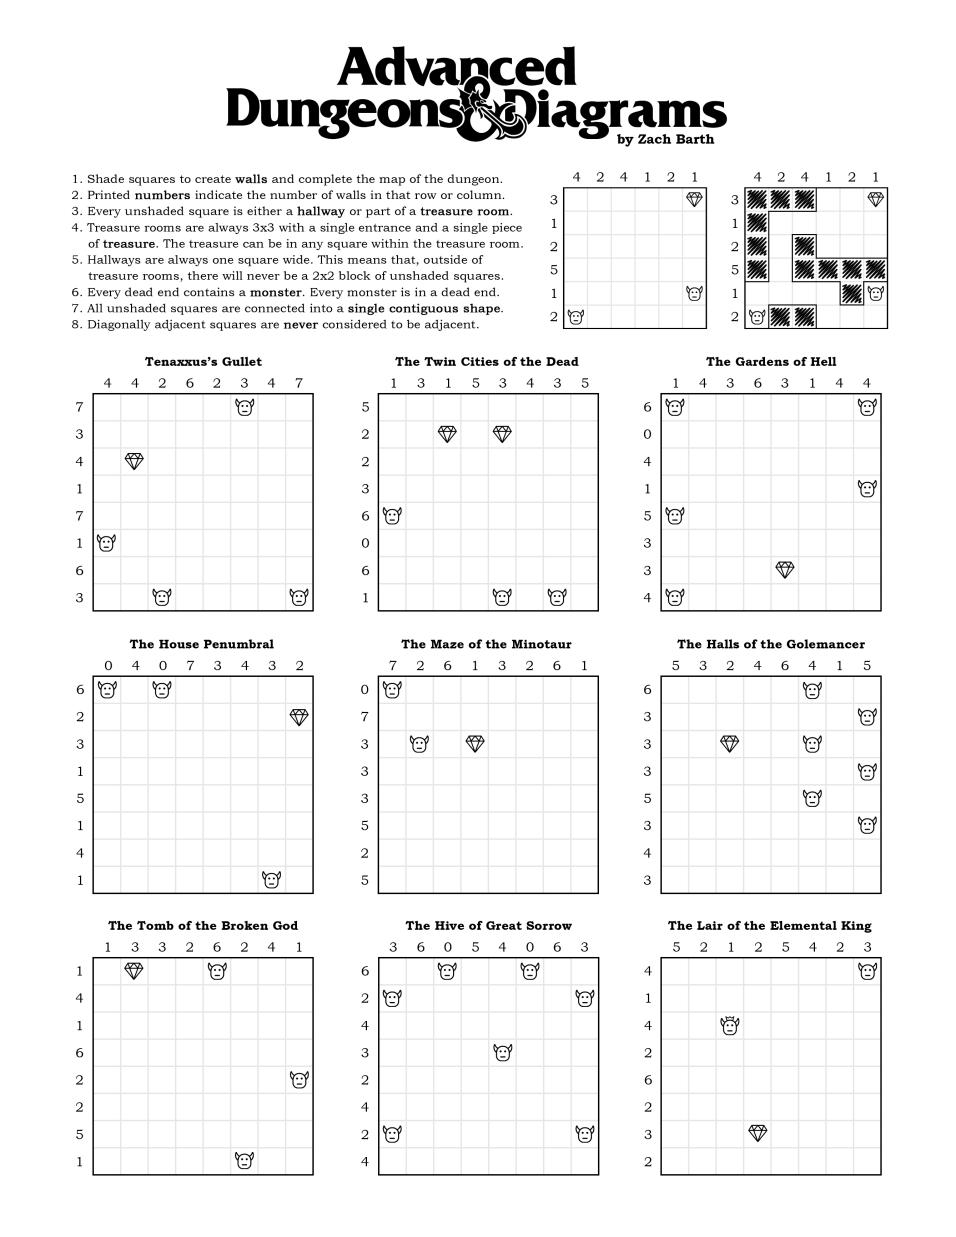 Advanced
Dungeons & Diagrams
by Zach Barth
1. Shade squares to create walls and complete the map of the dungeon.
2. Printed numbers indicate the number of walls in that row or column.
3. Every unshaded square is either a hallway or part of a treasure room.
4. Treasure rooms are always 3x3 with a single entrance and a single piece
of treasure. The treasure can be in any square within the treasure room.
5. Hallways are always one square wide. This means that, outside of
treasure rooms, there will never be a 2x2 block of unshaded squares.
6. Every dead end contains a monster. Every monster is in a dead end.
7. All unshaded squares are connected into a single contiguous shape.
8. Diagonally adjacent squares are never considered to be adjacent.
4 2 4 1 2 1
3
1
2
5
1
2
4 2 4 1 2 1
3
1
2
5
1
2
Tenaxxus's Gullet
4 4 2 6 2 3 4 7
7
3
4
1
7
1
6
3
The Twin Cities of the Dead
1 3 1 5 3 4 3 5
5
2
2
3
6
0
6
1
The Gardens of Hell
1 4 3 6 3 1 4 4
6
0
4
1
5
3
3
4
The House Penumbral
0 4 0 7 3 4 3 2
6
2
3
1
5
1
4
1
The Maze of the Minotaur
7 2 6 1 3 2 6 1
0
7
3
3
3
5
2
5
The Halls of the Golemancer
5 3 2 4 6 4 1 5
6
3
3
3
5
3
4
3
The Tomb of the Broken God
1 3 3 2 6 2 4 1
1
4
1
6
2
2
5
1
The Hive of Great Sorrow
3 6 0 5 4 0 6 3
6
2
4
3
2
4
2
4
The Lair of the Elemental King
5 2 1 2 5 4 2 3
4
1
4
2
6
2
3
2